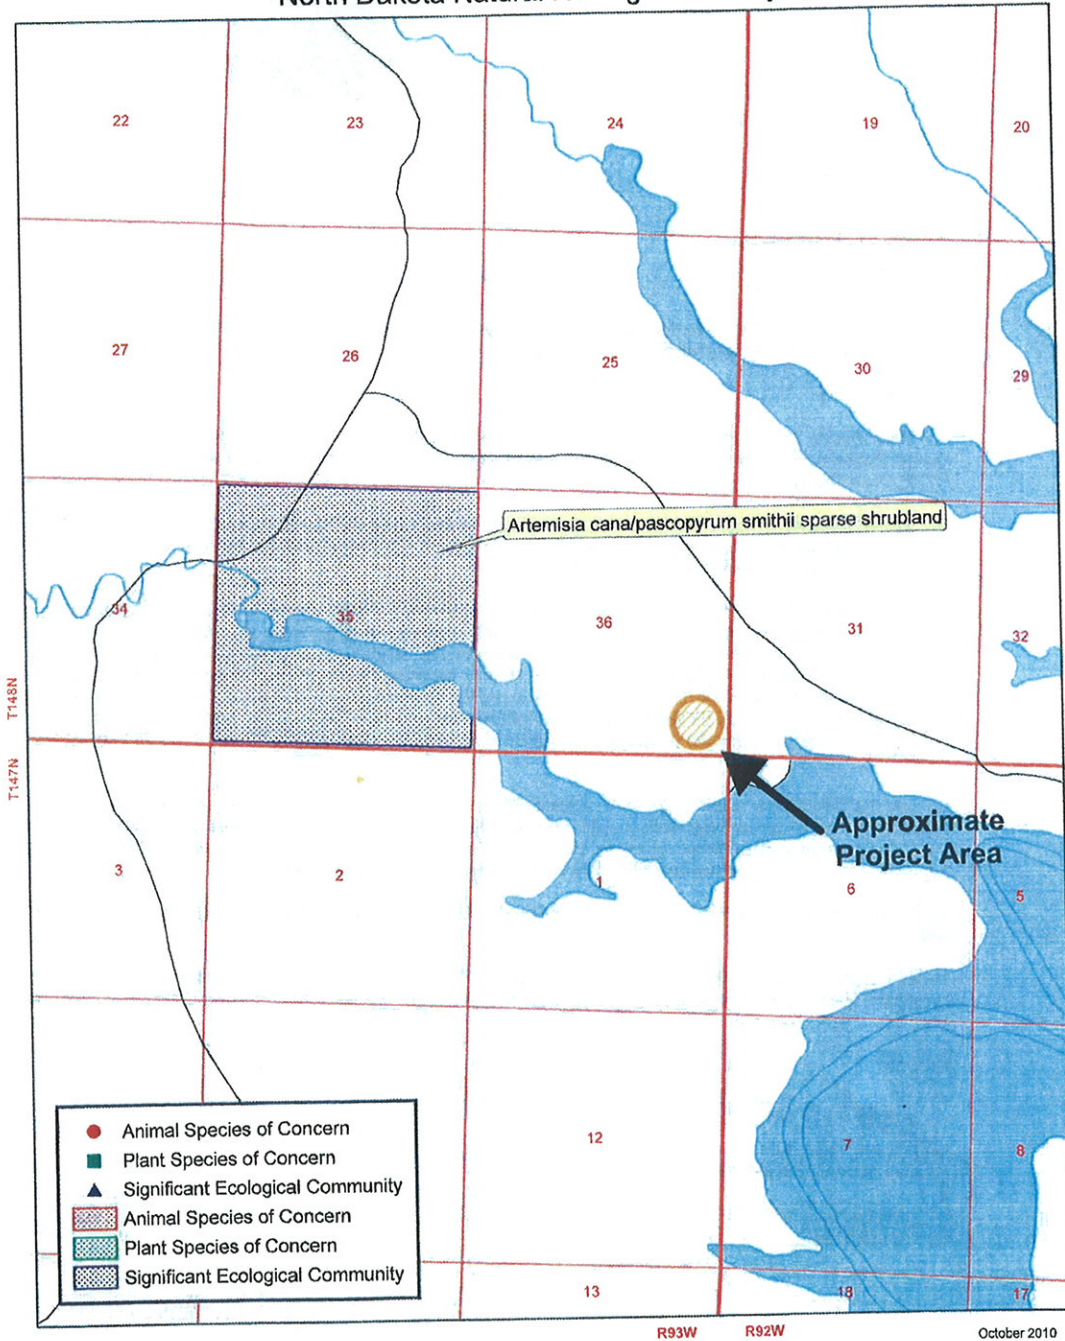 North Dakota Natural
22
23
24
19
20
27
26
25
30
29
Artemisia cana/pascopyrum smithii sparse shrubland
34
35
36
31
32
T148N
T147N
Approximate
Project Area
3
2
1
6
5
12
7
8
Animal Species of Concern
Plant Species of Concern
Significant Ecological Community
Animal Species of Concern
Plant Species of Concern
Significant Ecological Community
13
18
17
R93W
R92W
October 2010